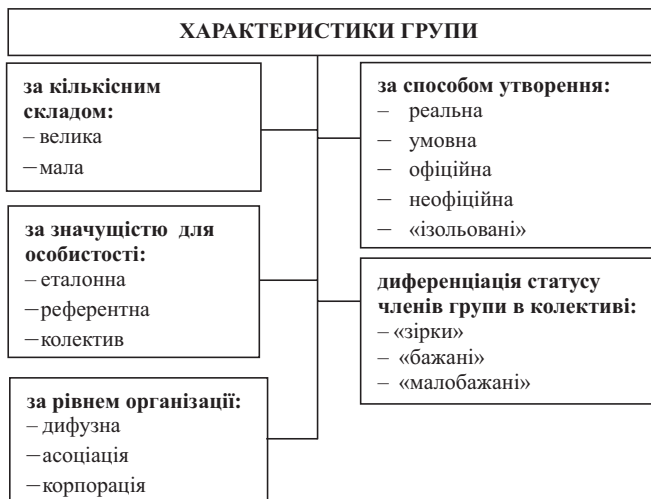 ХАРАКТЕРИСТИКИ ГРУПИ
за кількісним
складом:
– велика
– мала
за значущістю для
особистості:
– еталонна
– референтна
– колектив
за рівнем організації:
– дифузна
– асоціація
– корпорація
за способом утворення:
– реальна
– умовна
– офіційна
– неофіційна
– «ізольовані»
диференціація статусу
членів групи в колективі:
– «зірки»
– «бажані»
– «малобажані»